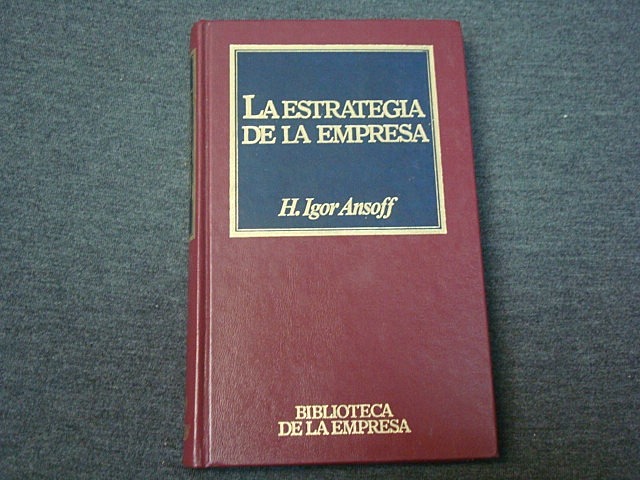 LA ESTRATEGIA
DE LA EMPRESA
H. Igor Ansoff
BIBLIOTECA
DE LA EMPRESA